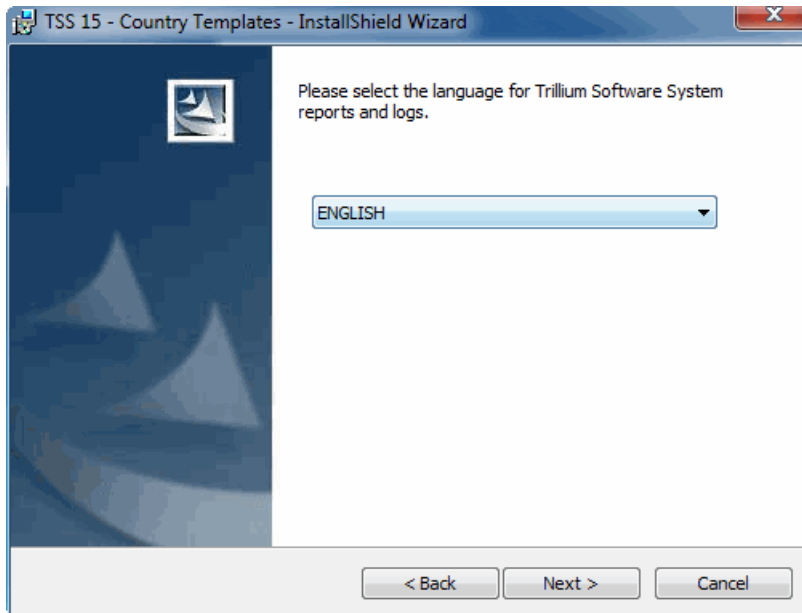 TSS 15 - Country Templates - InstallShield Wizard
Please select the language for Trillium Software System
reports and logs.
ENGLISH
< Back
Next >
Cancel